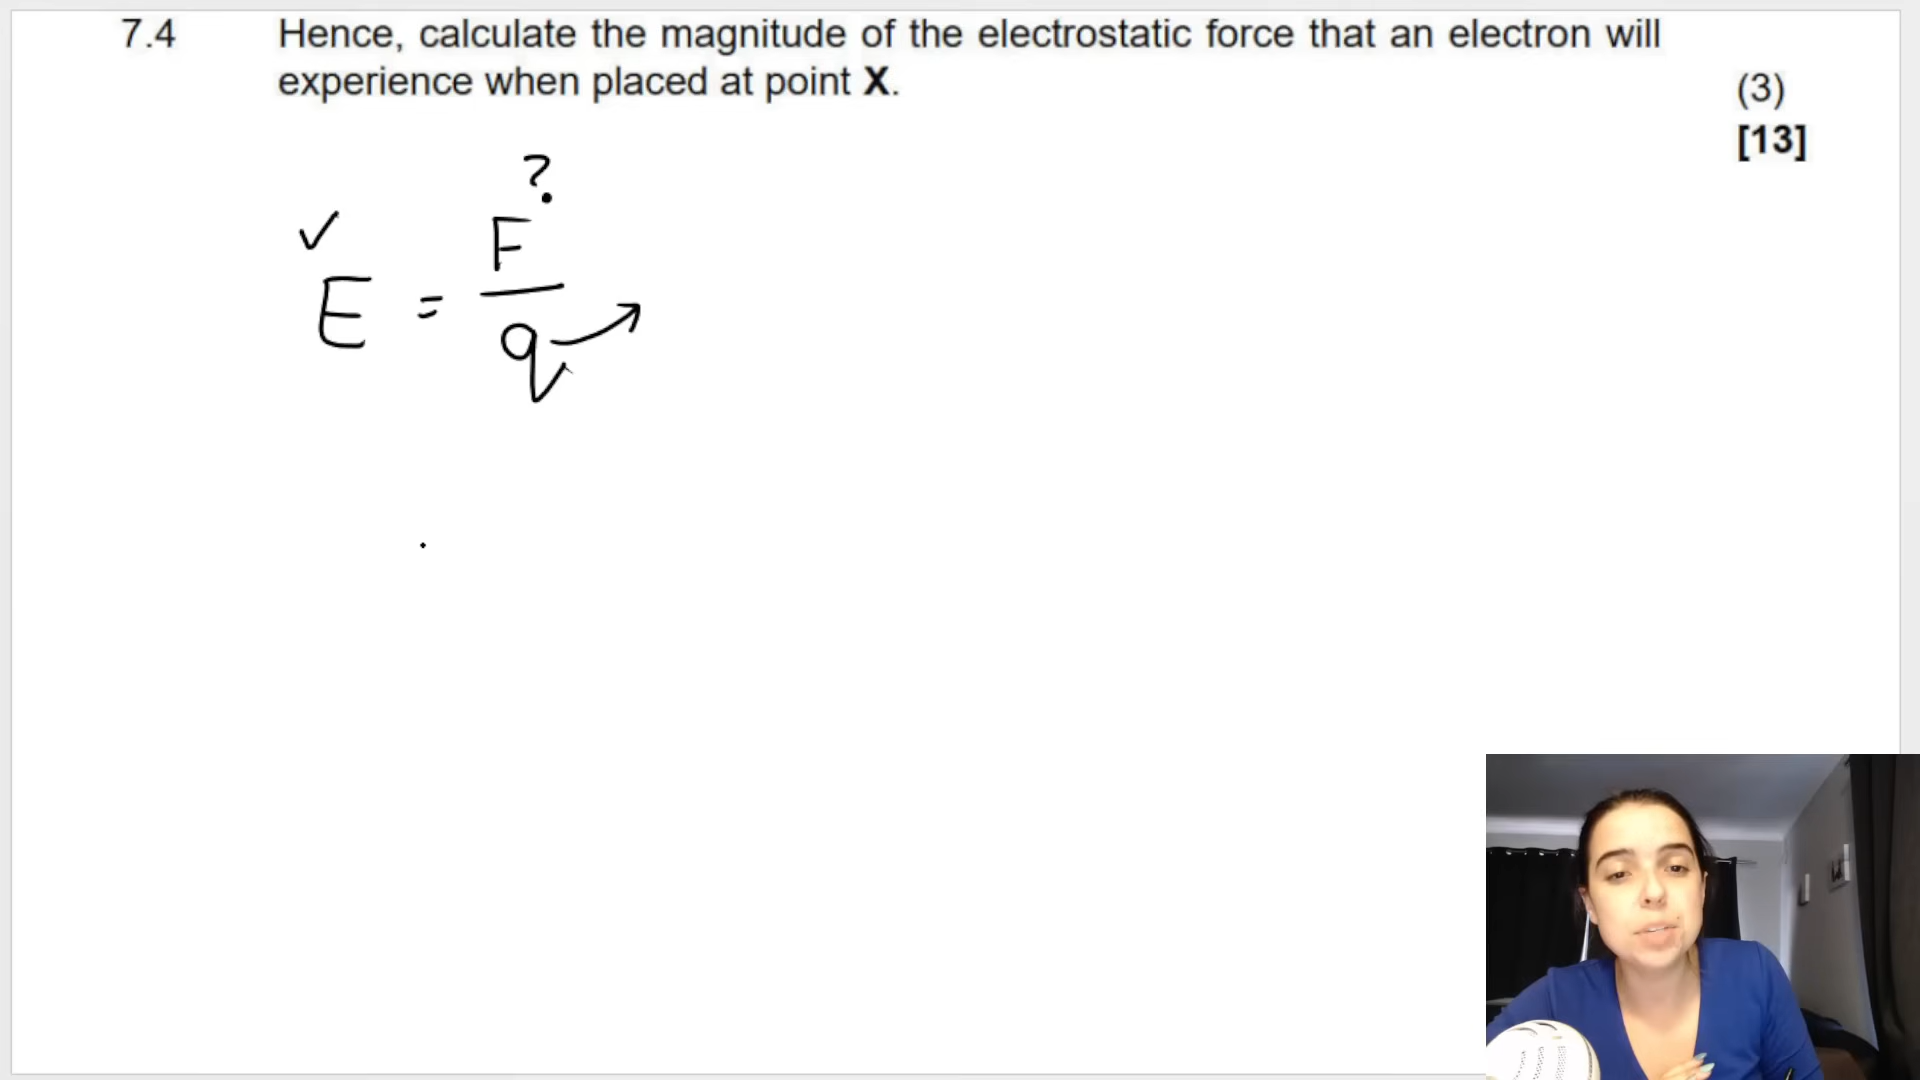 7.4 Hence, calculate the magnitude of the electrostatic force that an electron will
experience when placed at point X.
(3)
[13]
?
✓
E = F
q